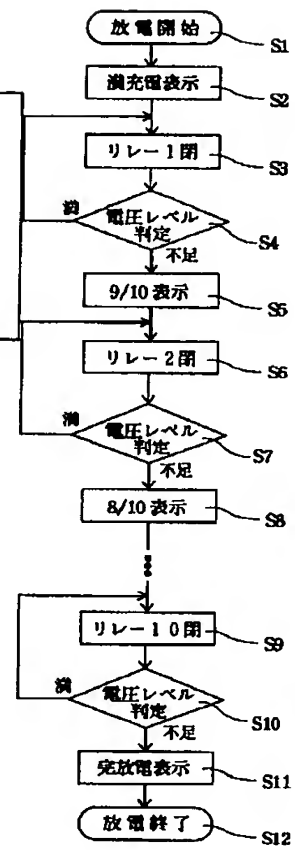 放電開始
S1
満充電表示
S2
リレー1閉
S3
満
電圧レベル
判定
S4
不足
9/10表示
S5
リレー2閉
S6
満
電圧レベル
判定
S7
不足
8/10表示
S8
リレー10閉
S9
満
電圧レベル
判定
S10
不足
完放電表示
S11
放電終了
S12